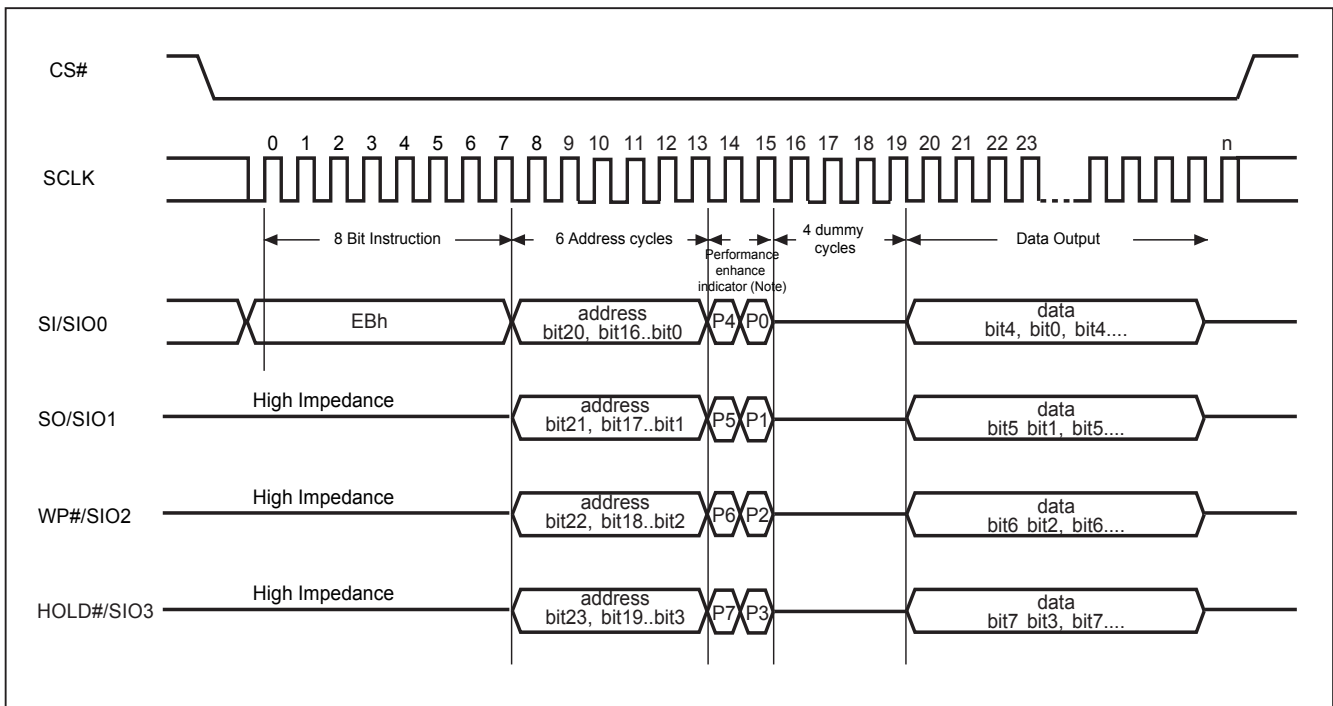 CS#
0 1 2 3 4 5 6 7 8 9 10 11 12 13 14 15 16 17 18 19 20 21 22 23 n
SCLK
8 Bit Instruction
6 Address cycles
Performance
enhance
indicator (Note)
4 dummy
cycles
Data Output
SI/SIO0
EBh
address
bit20, bit16..bit0
P4 P0
data
bit4, bit0, bit4....
SO/SIO1
High Impedance
address
bit21, bit17..bit1
P5 P1
data
bit5 bit1, bit5....
WP#/SIO2
High Impedance
address
bit22, bit18..bit2
P6 P2
data
bit6 bit2, bit6....
HOLD#/SIO3
High Impedance
address
bit23, bit19..bit3
P7 P3
data
bit7 bit3, bit7....